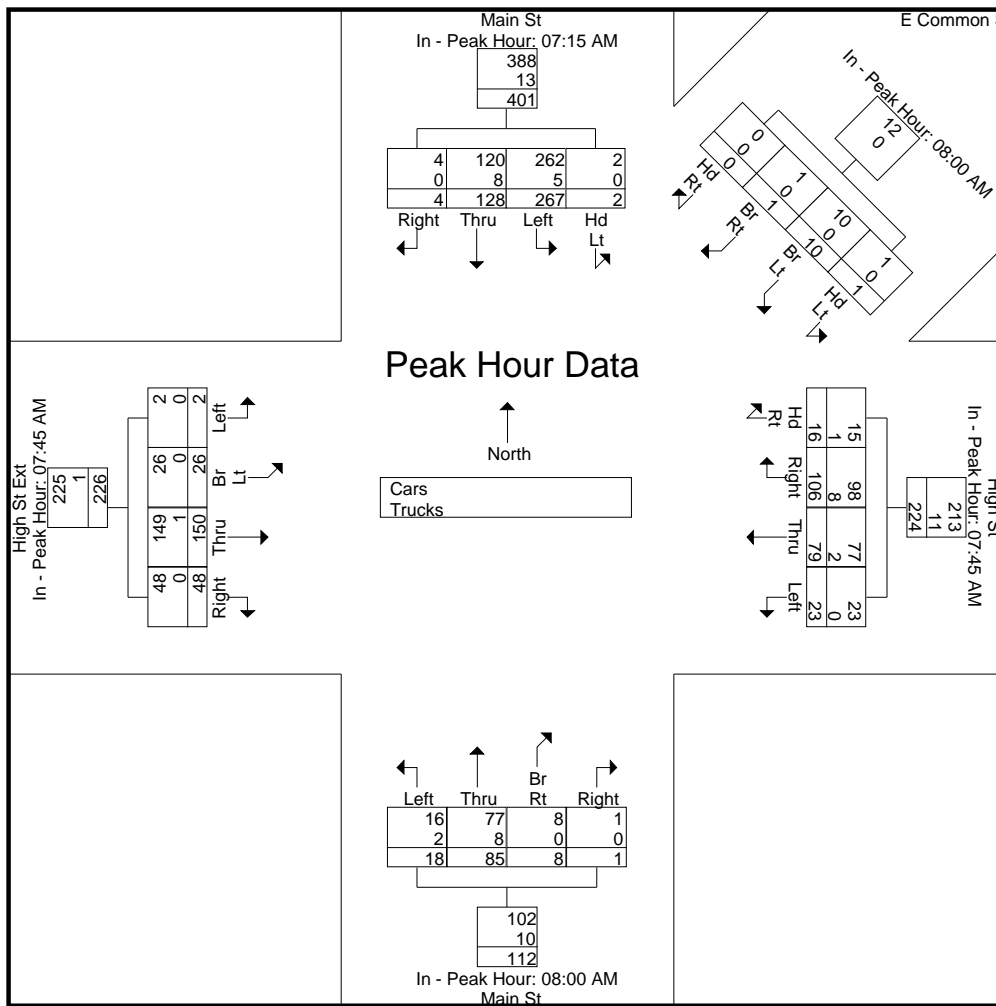 Main St
In - Peak Hour: 07:15 AM
388
13
401
4 120 262 2
0 8 5 0
4 128 267 2
Right Thru Left Hd Lt
E Common
In - Peak Hour: 08:00 AM
12
0
0 1 10 1
0 0 0 0
0 1 10 1
Hd Rt
Br Rt
Br Lt
Hd Lt
Peak Hour Data
North
Cars
Trucks
High St Ext
In - Peak Hour: 07:45 AM
225
1
226
2 26 149 48
0 0 1 0
2 26 150 48
Left Br Lt Thru Right
High St
In - Peak Hour: 07:45 AM
213
11
224
15 98 77 23
1 8 2 0
16 106 79 23
Hd Rt Right Thru Left
Left Thru Br Rt Right
16 77 8 1
2 8 0 0
18 85 8 1
102
10
112
In - Peak Hour: 08:00 AM
Main St